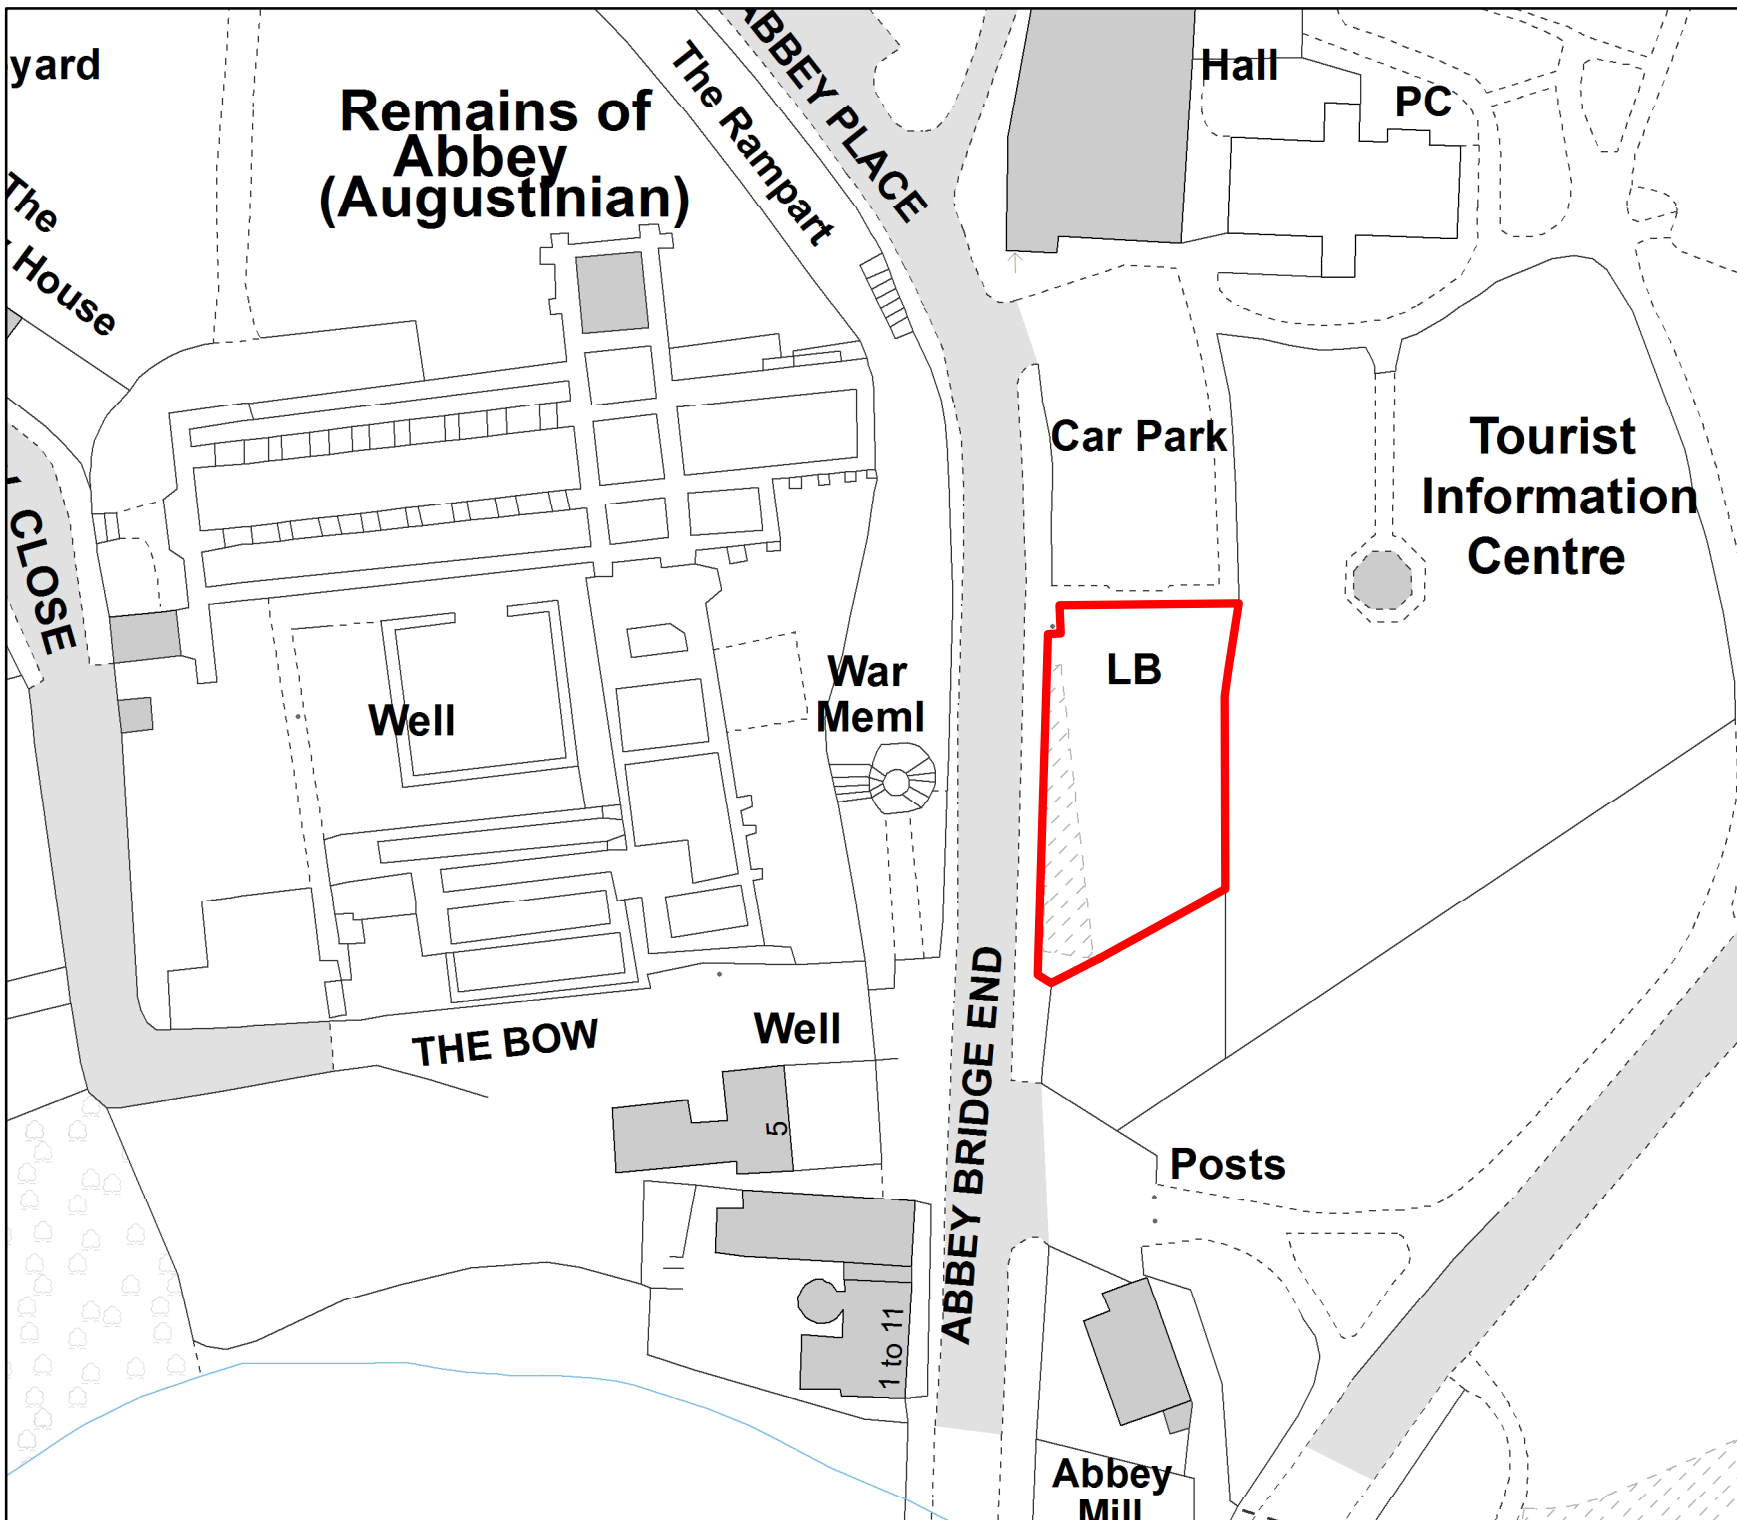 yard
Remains of
Abbey
(Augustinian)
The Rampart
ABBEY PLACE
Hall
PC
The
House
CLOSE
Car Park
Tourist
Information
Centre
Well
War
Meml
LB
THE BOW
Well
ABBEY BRIDGE END
5
1 to 11
Posts
Abbey
Mill